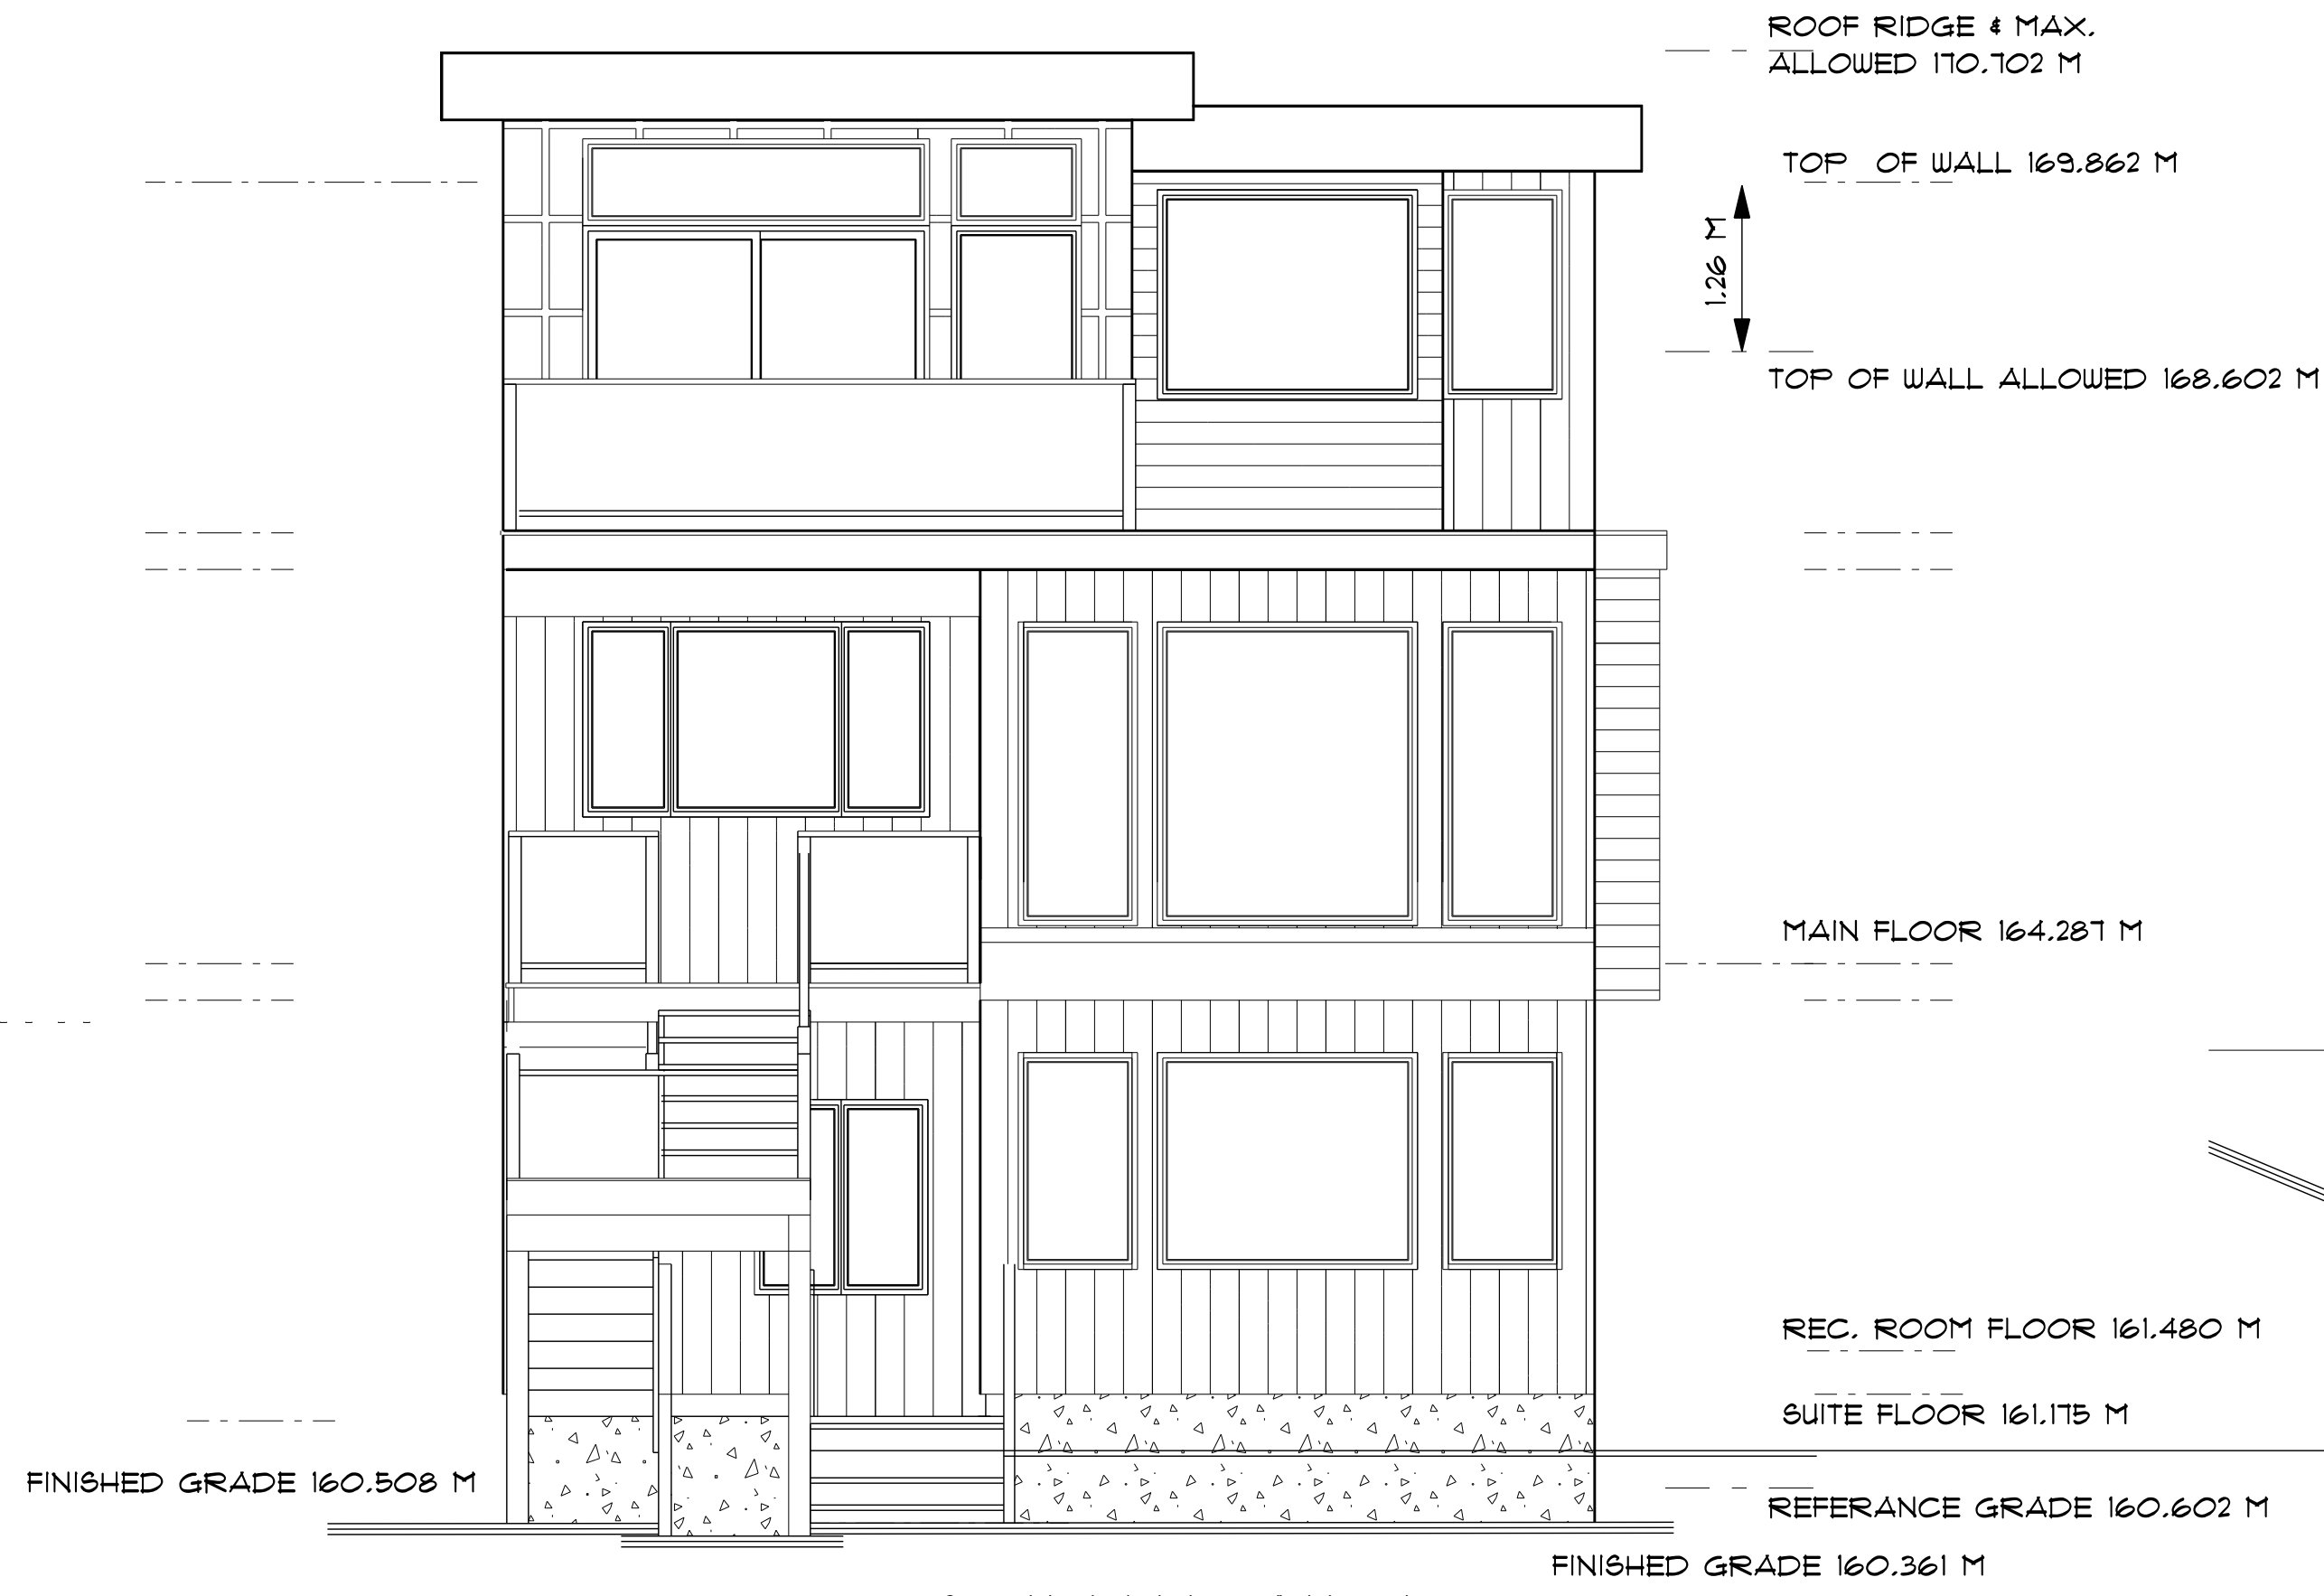 ROOF RIDGE & MAX.
ALLOWED 170.702 M
TOP OF WALL 169.862 M
1.26 M
TOP OF WALL ALLOWED 168.602 M
MAIN FLOOR 164.287 M
REC. ROOM FLOOR 161.480 M
SUITE FLOOR 161.175 M
FINISHED GRADE 160.508 M
REFERANCE GRADE 160.602 M
FINISHED GRADE 160.361 M